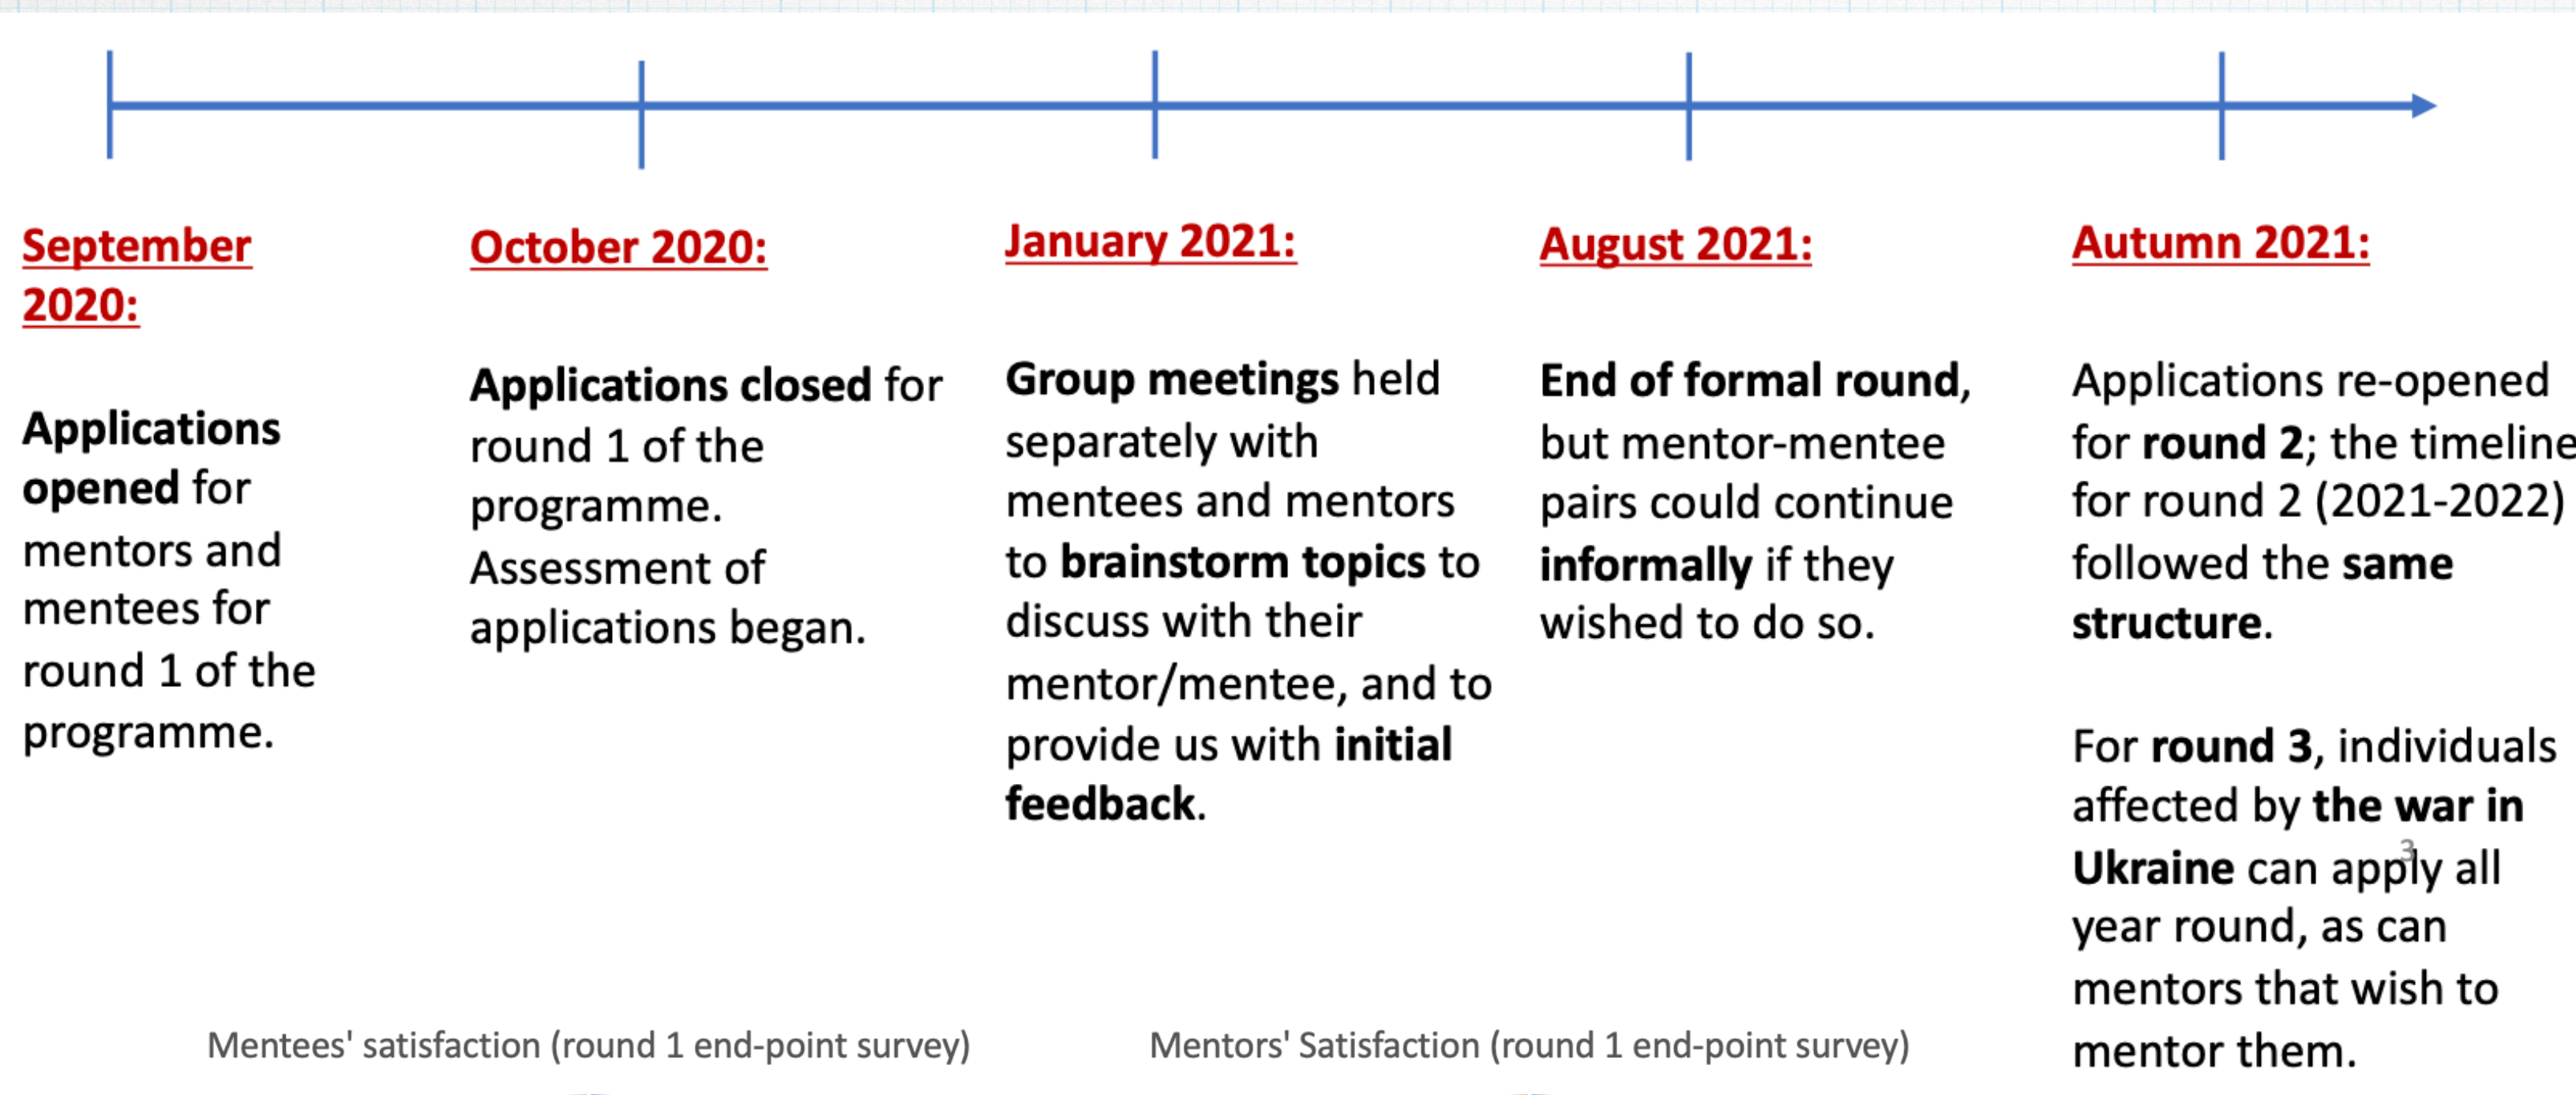 September
2020:
Applications
opened for
mentors and
mentees for
round 1 of the
programme.
October 2020:
Applications closed for
round 1 of the
programme.
Assessment of
applications began.
January 2021:
Group meetings held
separately with
mentees and mentors
to brainstorm topics to
discuss with their
mentor/mentee, and to
provide us with initial
feedback.
August 2021:
End of formal round,
but mentor-mentee
pairs could continue
informally if they
wished to do so.
Autumn 2021:
Applications re-opened
for round 2; the timeline
for round 2 (2021-2022)
followed the same
structure.
For round 3, individuals
affected by the war in
3
Ukraine can apply all
year round, as can
mentors that wish to
mentor them.
Mentees' satisfaction (round 1 end-point survey)
Mentors' Satisfaction (round 1 end-point survey)